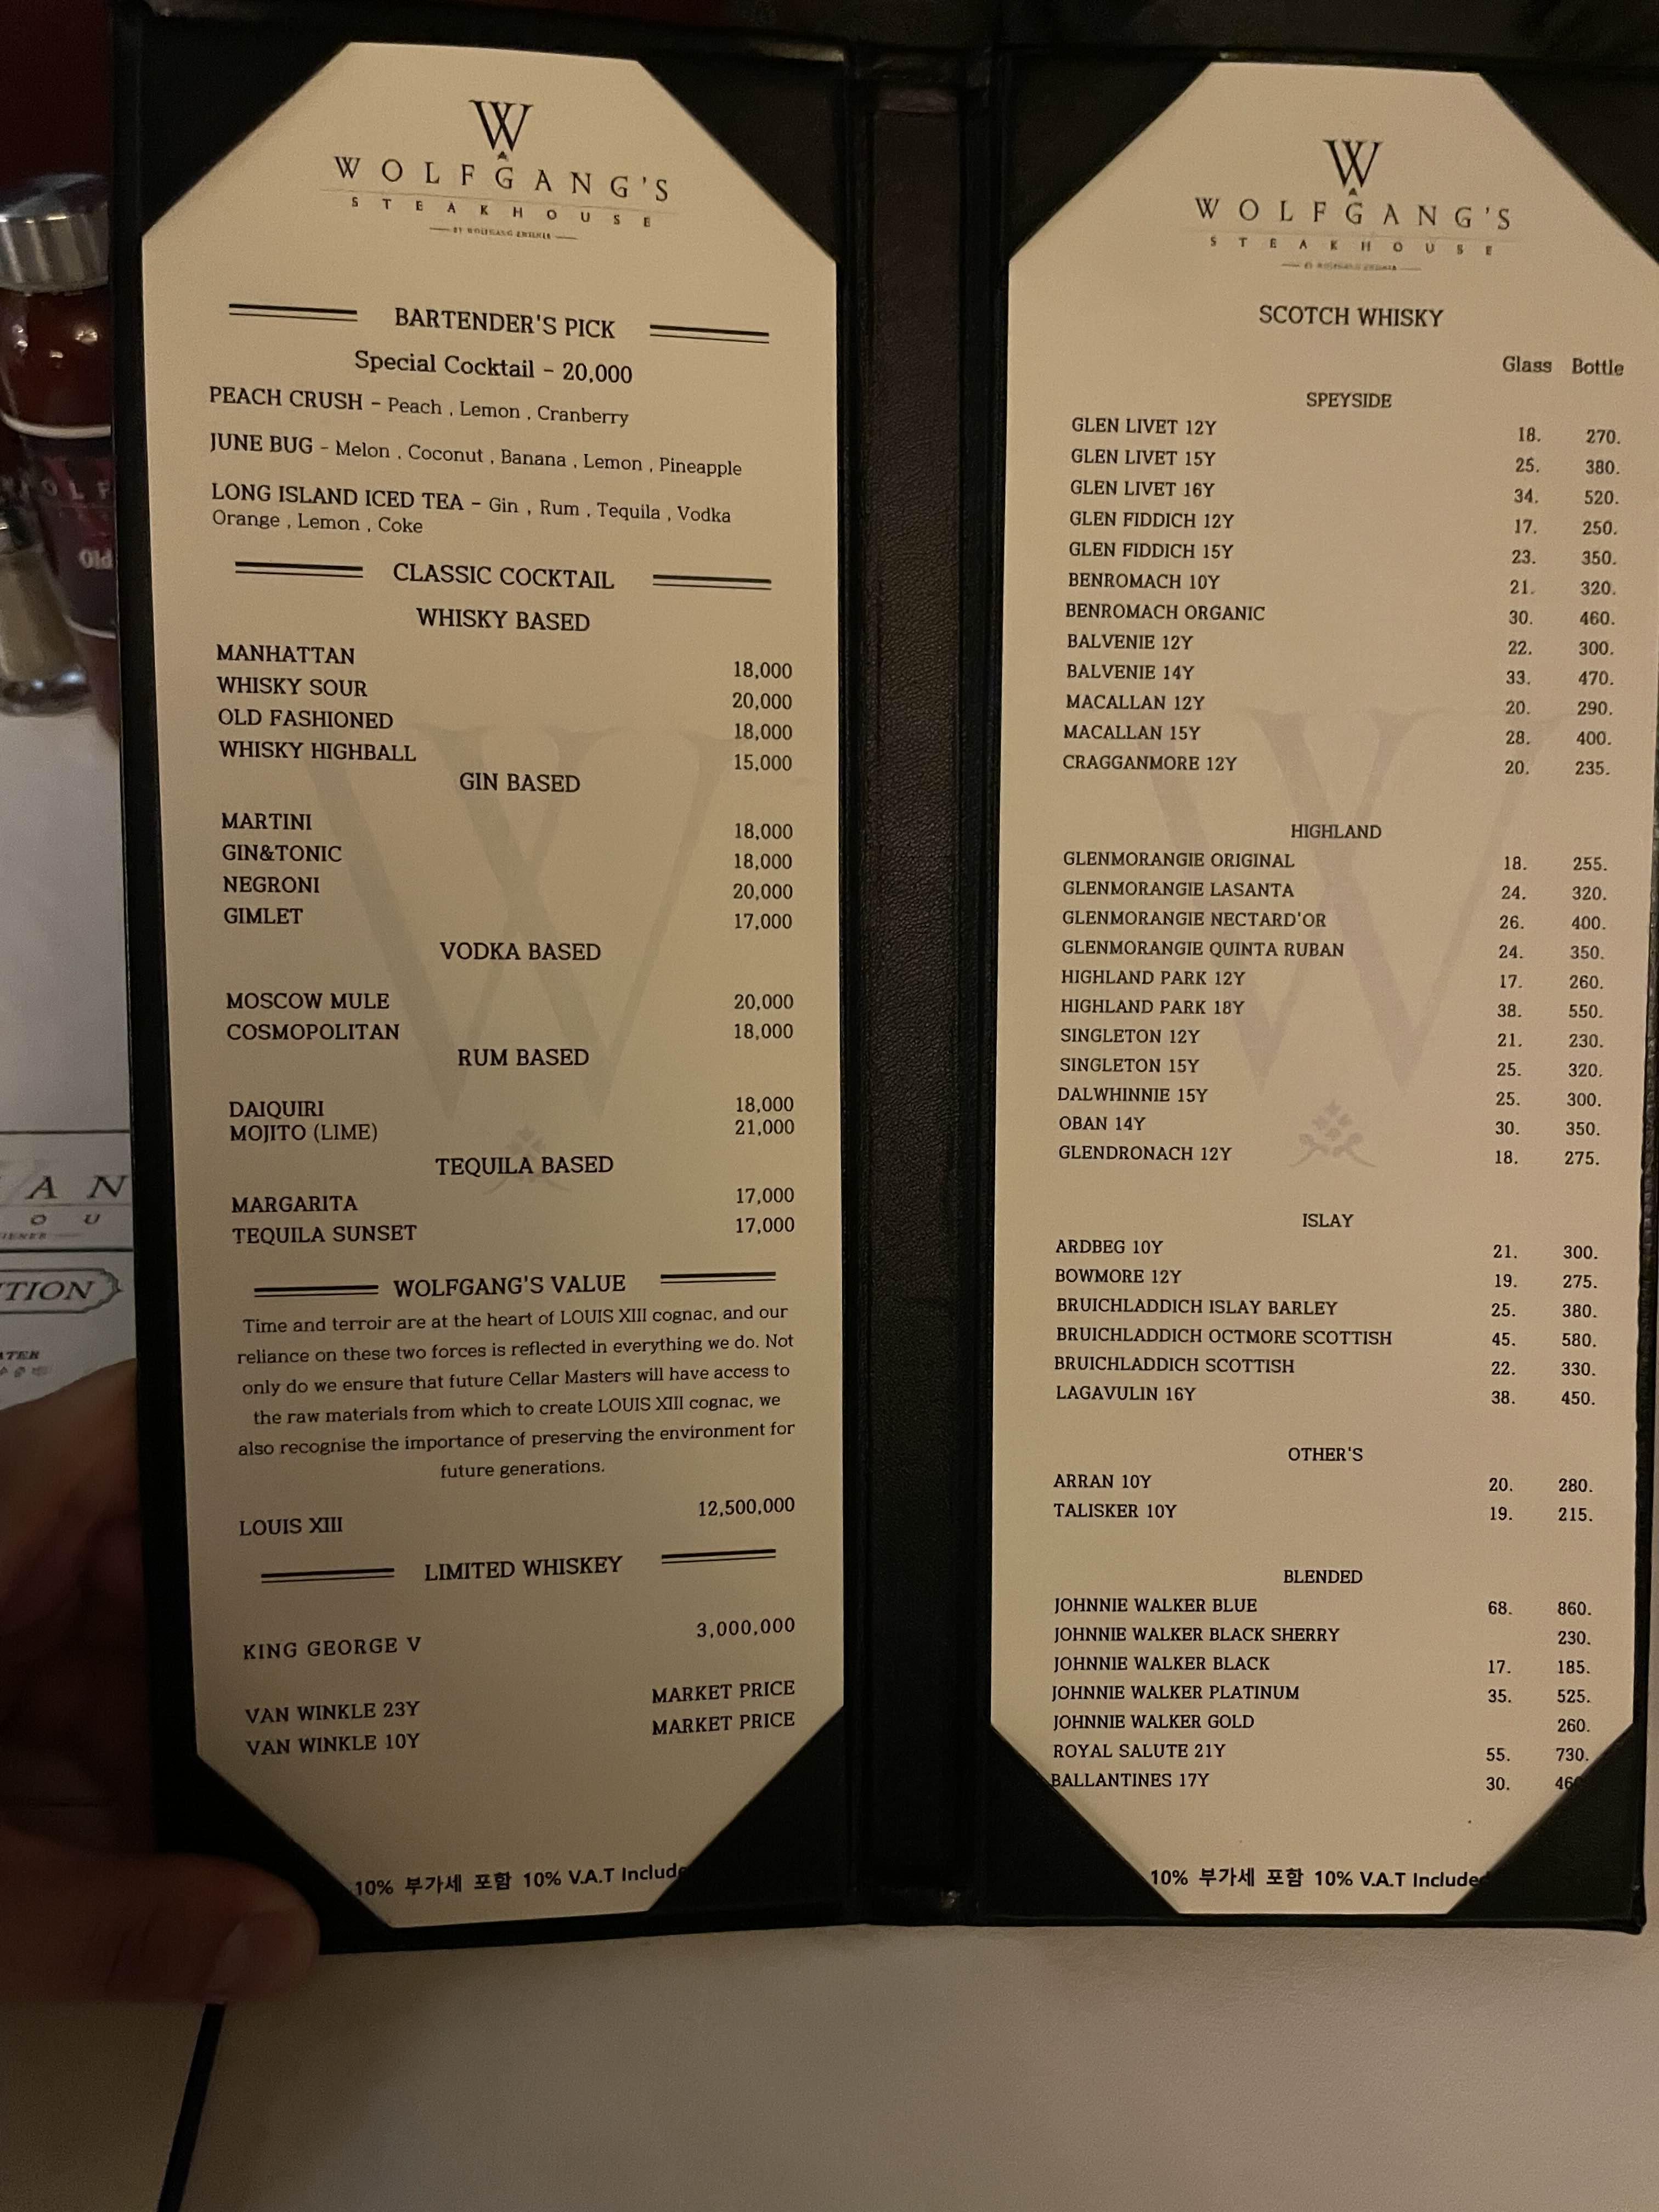 W
WOLFGANG'S
STEAKHOUSE
BY WOLFGANG ZWIENER
BARTENDER'S PICK
Special Cocktail - 20,000
PEACH CRUSH - Peach , Lemon , Cranberry
JUNE BUG - Melon , Coconut , Banana , Lemon , Pineapple
LONG ISLAND ICED TEA - Gin , Rum , Tequila , Vodka
Orange , Lemon , Coke
CLASSIC COCKTAIL
WHISKY BASED
MANHATTAN 18,000
WHISKY SOUR 20,000
OLD FASHIONED 18,000
WHISKY HIGHBALL 15,000
GIN BASED
MARTINI 18,000
GIN&TONIC 18,000
NEGRONI 20,000
GIMLET 17,000
VODKA BASED
MOSCOW MULE 20,000
COSMOPOLITAN 18,000
RUM BASED
DAIQUIRI 18,000
MOJITO (LIME) 21,000
TEQUILA BASED
MARGARITA 17,000
TEQUILA SUNSET 17,000
WOLFGANG'S VALUE
Time and terroir are at the heart of LOUIS XIII cognac, and our
reliance on these two forces is reflected in everything we do. Not
only do we ensure that future Cellar Masters will have access to
the raw materials from which to create LOUIS XIII cognac, we
also recognise the importance of preserving the environment for
future generations.
LOUIS XIII 12,500,000
LIMITED WHISKEY
KING GEORGE V 3,000,000
VAN WINKLE 23Y MARKET PRICE
VAN WINKLE 10Y MARKET PRICE
10% 부가세 포함 10% V.A.T Include
W
WOLFGANG'S
STEAKHOUSE
SCOTCH WHISKY
Glass Bottle
SPEYSIDE
GLEN LIVET 12Y 18. 270.
GLEN LIVET 15Y 25. 380.
GLEN LIVET 16Y 34. 520.
GLEN FIDDICH 12Y 17. 250.
GLEN FIDDICH 15Y 23. 350.
BENROMACH 10Y 21. 320.
BENROMACH ORGANIC 30. 460.
BALVENIE 12Y 22. 300.
BALVENIE 14Y 33. 470.
MACALLAN 12Y 20. 290.
MACALLAN 15Y 28. 400.
CRAGGANMORE 12Y 20. 235.
HIGHLAND
GLENMORANGIE ORIGINAL 18. 255.
GLENMORANGIE LASANTA 24. 320.
GLENMORANGIE NECTARD'OR 26. 400.
GLENMORANGIE QUINTA RUBAN 24. 350.
HIGHLAND PARK 12Y 17. 260.
HIGHLAND PARK 18Y 38. 550.
SINGLETON 12Y 21. 230.
SINGLETON 15Y 25. 320.
DALWHINNIE 15Y 25. 300.
OBAN 14Y 30. 350.
GLENDRONACH 12Y 18. 275.
ISLAY
ARDBEG 10Y 21. 300.
BOWMORE 12Y 19. 275.
BRUICHLADDICH ISLAY BARLEY 25. 380.
BRUICHLADDICH OCTMORE SCOTTISH 45. 580.
BRUICHLADDICH SCOTTISH 22. 330.
LAGAVULIN 16Y 38. 450.
OTHER'S
ARRAN 10Y 20. 280.
TALISKER 10Y 19. 215.
BLENDED
JOHNNIE WALKER BLUE 68. 860.
JOHNNIE WALKER BLACK SHERRY 230.
JOHNNIE WALKER BLACK 17. 185.
JOHNNIE WALKER PLATINUM 35. 525.
JOHNNIE WALKER GOLD 260.
ROYAL SALUTE 21Y 55. 730.
BALLANTINES 17Y 30. 46
10% 부가세 포함 10% V.A.T Include
OLF
Old
AN
OU
TION